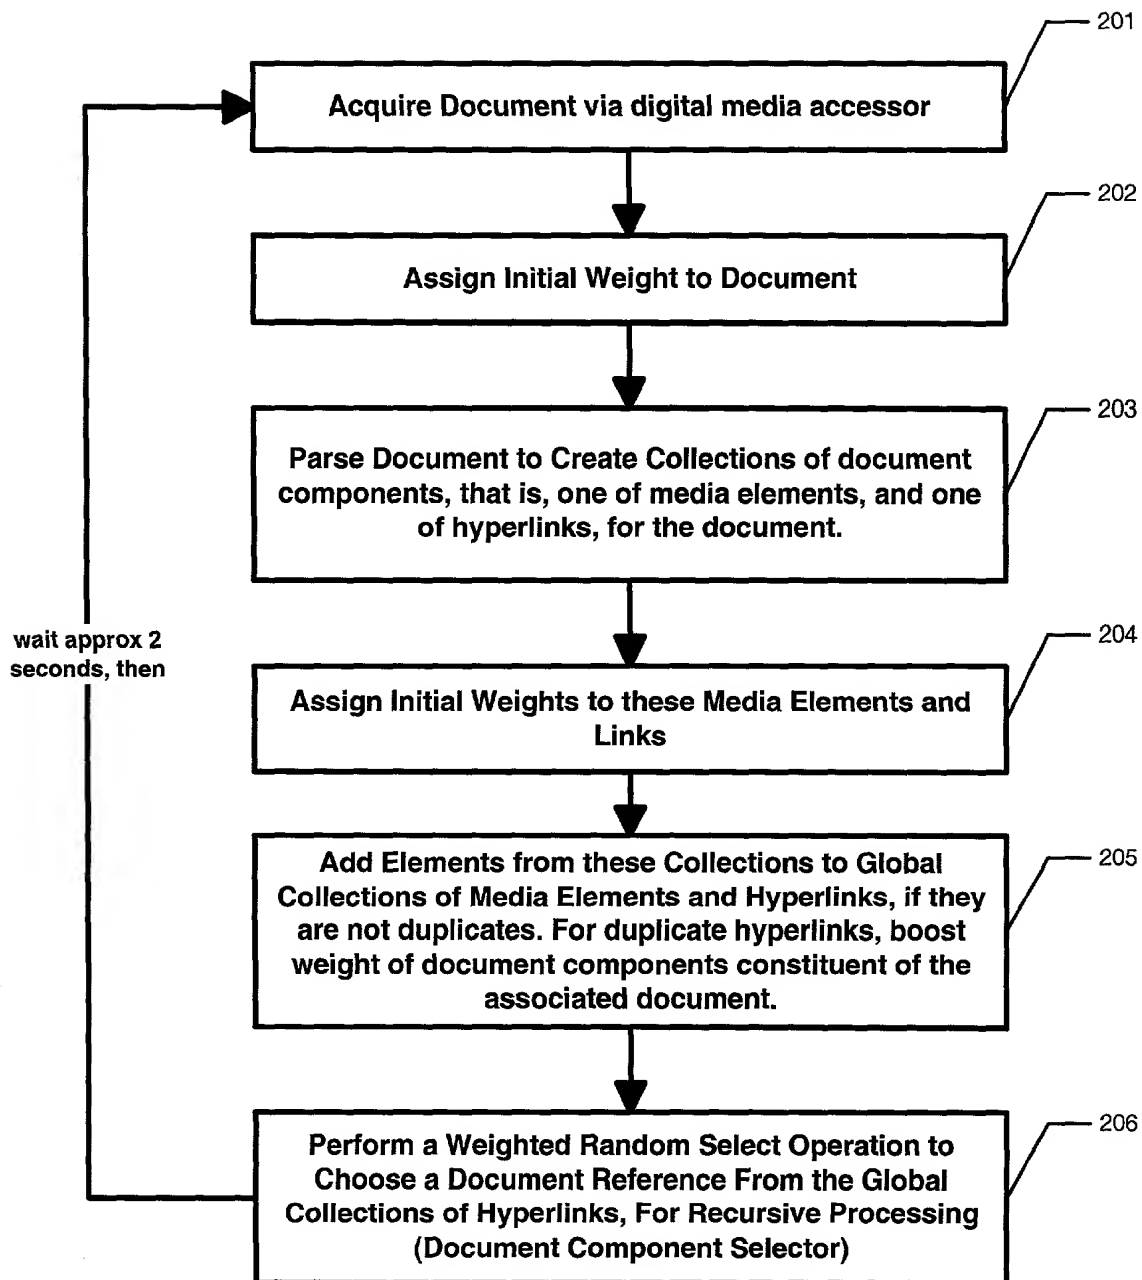 201
Acquire Document via digital media accessor
202
Assign Initial Weight to Document
203
Parse Document to Create Collections of document
components, that is, one of media elements, and one
of hyperlinks, for the document.
wait approx 2
seconds, then
204
Assign Initial Weights to these Media Elements and
Links
205
Add Elements from these Collections to Global
Collections of Media Elements and Hyperlinks, if they
are not duplicates. For duplicate hyperlinks, boost
weight of document components constituent of the
associated document.
206
Perform a Weighted Random Select Operation to
Choose a Document Reference From the Global
Collections of Hyperlinks, For Recursive Processing
(Document Component Selector)